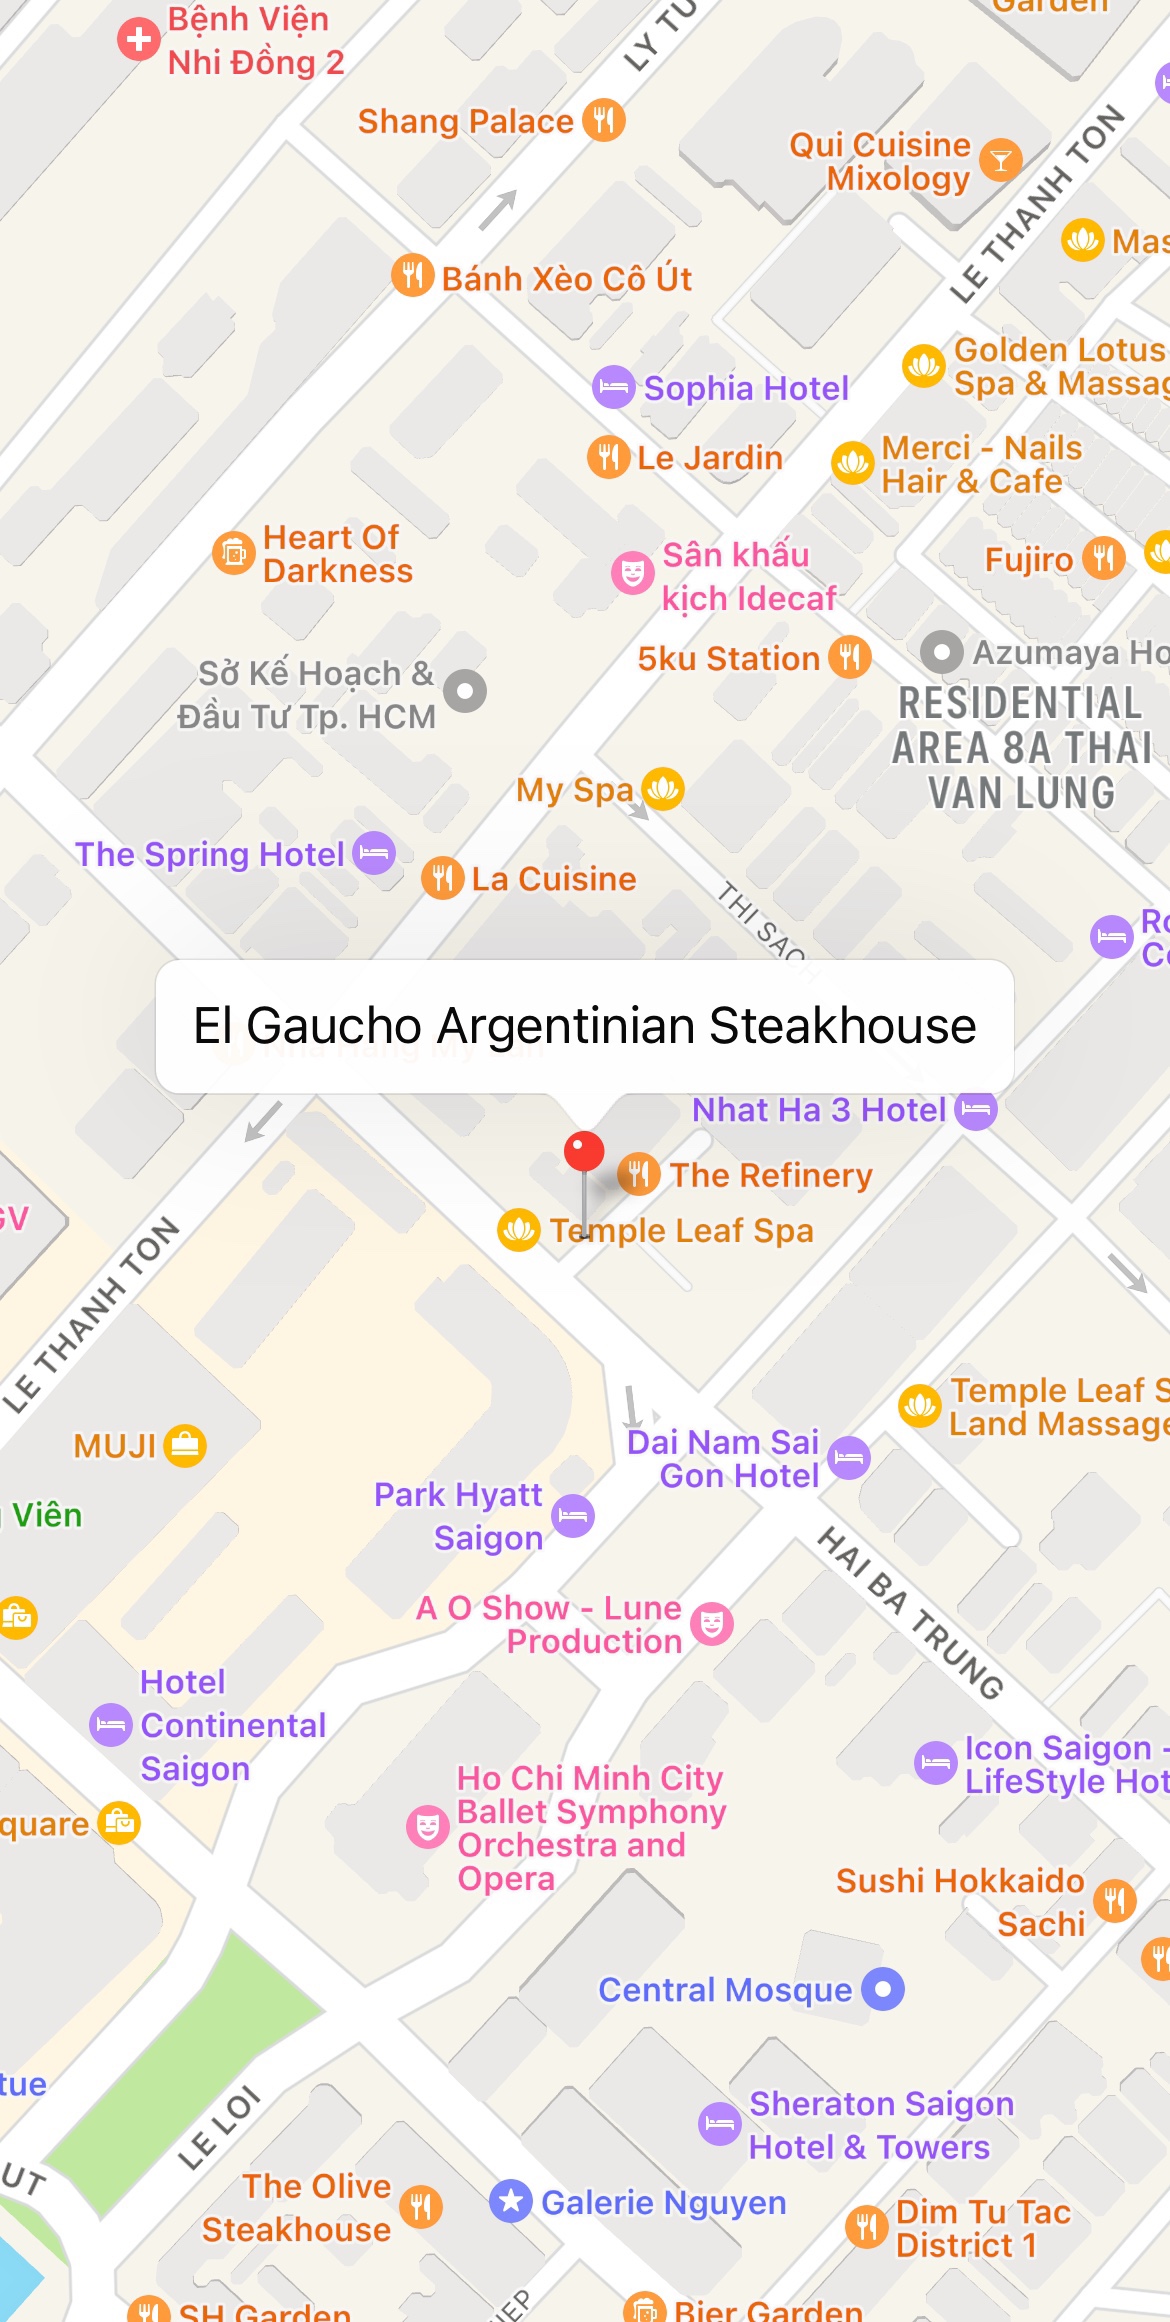 Garden
Bệnh Viện
Nhi Đồng 2
LY TU
Shang Palace
Qui Cuisine
Mixology
LE THANH TON
Mas
Bánh Xèo Cô Út
Golden Lotus
Spa & Massag
Sophia Hotel
Le Jardin
Merci - Nails
Hair & Cafe
Heart Of
Darkness
Sân khấu
kịch Idecaf
Fujiro
5ku Station
Azumaya Ho
Sở Kế Hoạch &
Đầu Tư Tp. HCM
RESIDENTIAL
AREA 8A THAI
VAN LUNG
My Spa
The Spring Hotel
La Cuisine
THI SACH
Ro
Co
El Gaucho Argentinian Steakhouse
Nhat Ha 3 Hotel
The Refinery
GV
Temple Leaf Spa
LE THANH TON
Temple Leaf S
Land Massage
MUJI
Dai Nam Sai
Gon Hotel
Park Hyatt
Saigon
Viên
HAI BA TRUNG
A O Show - Lune
Production
Hotel
Continental
Saigon
Icon Saigon -
LifeStyle Hot
Ho Chi Minh City
Ballet Symphony
Orchestra and
Opera
quare
Sushi Hokkaido
Sachi
Central Mosque
tue
LE LOI
Sheraton Saigon
Hotel & Towers
UT
The Olive
Steakhouse
Galerie Nguyen
Dim Tu Tac
District 1
IEP
SH Garden
Bier Garden